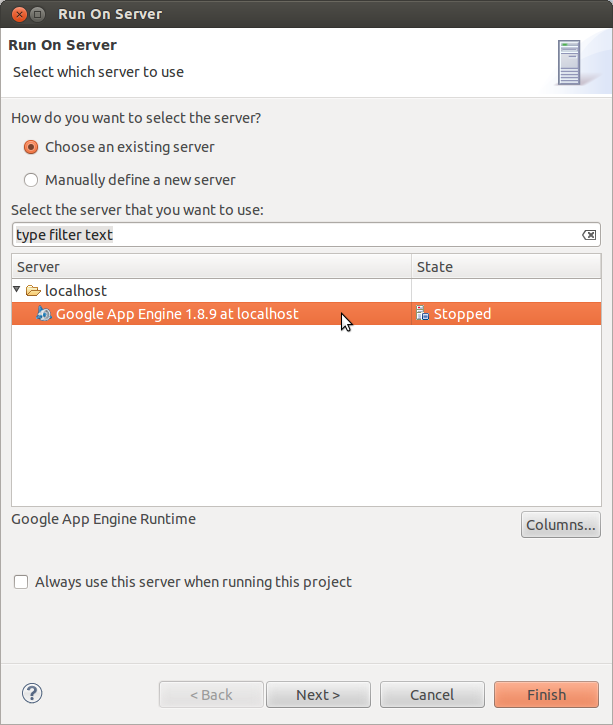 Run On Server
Run On Server
Select which server to use
How do you want to select the server?
Choose an existing server
Manually define a new server
Select the server that you want to use:
type filter text
Server State
localhost
Google App Engine 1.8.9 at localhost Stopped
Google App Engine Runtime
Columns...
Always use this server when running this project
? < Back Next > Cancel Finish